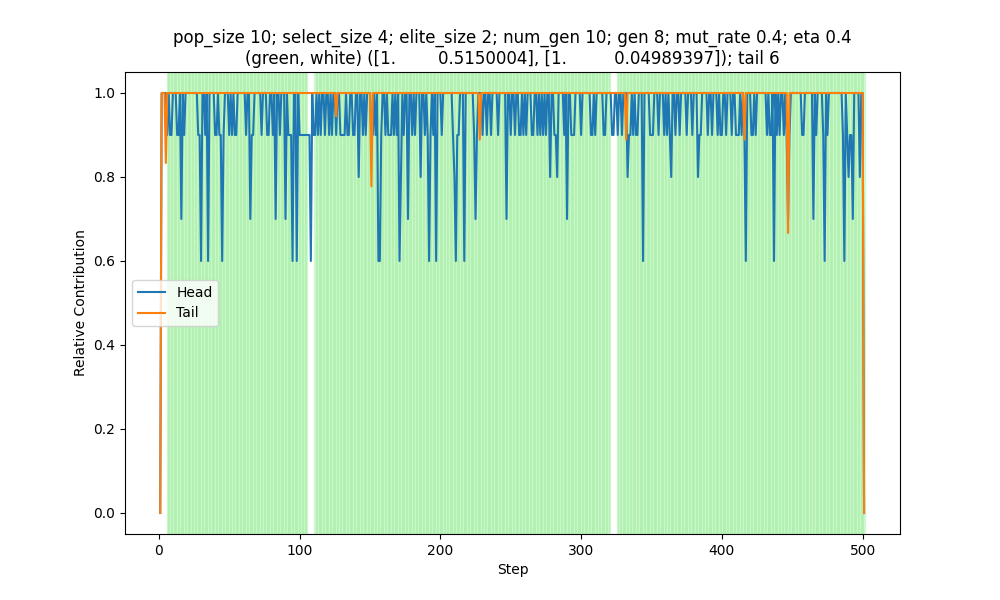 pop_size 10; select_size 4; elite_size 2; num_gen 10; gen 8; mut_rate 0.4; eta 0.4
(green, white) ([1.        0.5150004], [1.         0.04989397]); tail 6
1.0
0.8
0.6
0.4
0.2
0.0
Relative Contribution
Head
Tail
0
100
200
300
400
500
Step